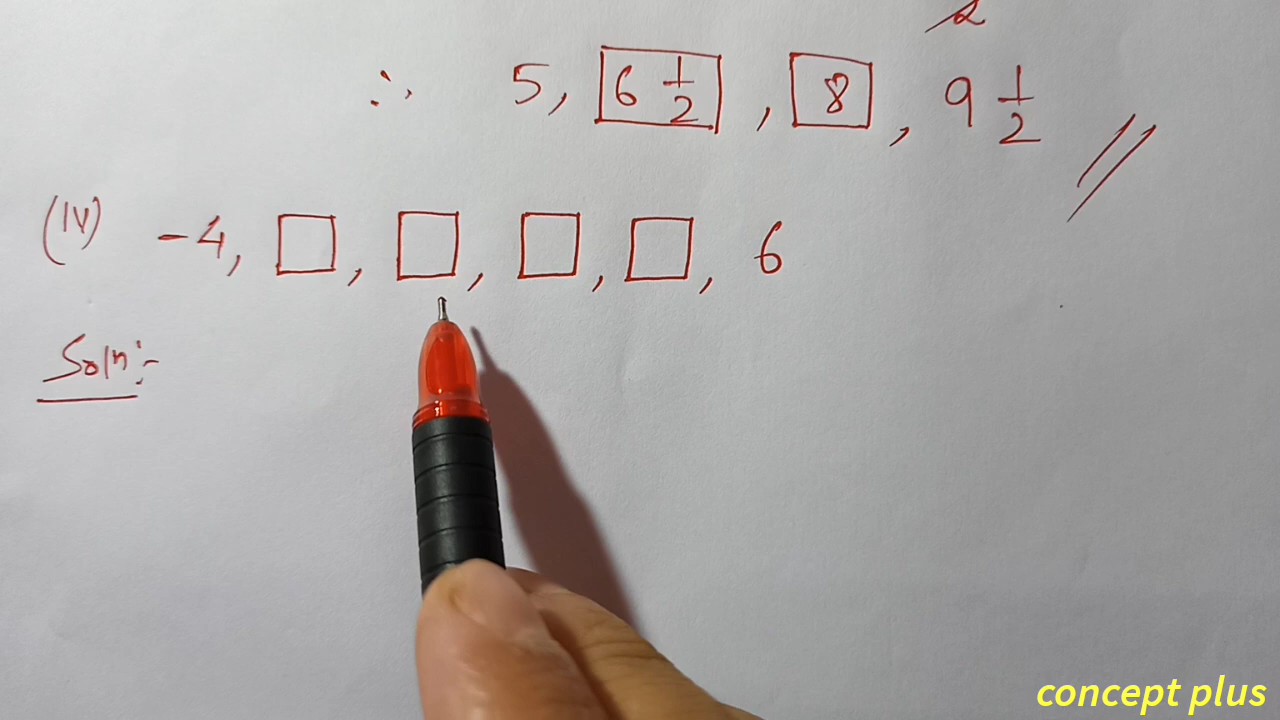 ∴ 5, 6 1/2, 8, 9 1/2 //
(iv) -4, □, □, □, □, 6
Soln:-
concept plus